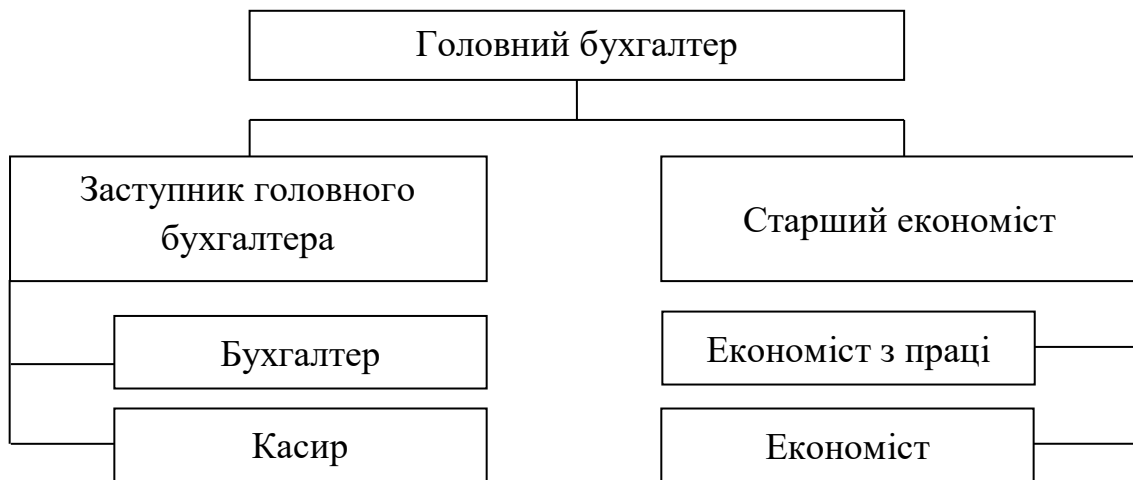 Головний бухгалтер
Заступник головного
бухгалтера
Старший економіст
Бухгалтер
Економіст з праці
Касир
Економіст